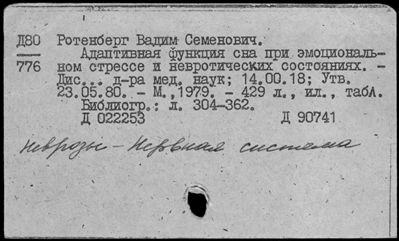 Д80 Ротенберг Вадим Семенович.
Адаптивная функция сна при эмоциональ-
776 ном стрессе и невротических состояниях. -
Дис... д-ра мед. наук; 14.00.18; Утв.
23.05.80. - М.,1979. - 429 л., ил., табл.
Библиогр.: л. 304-362.
Д 022253 Д 90741
Неврозы - Нервная система